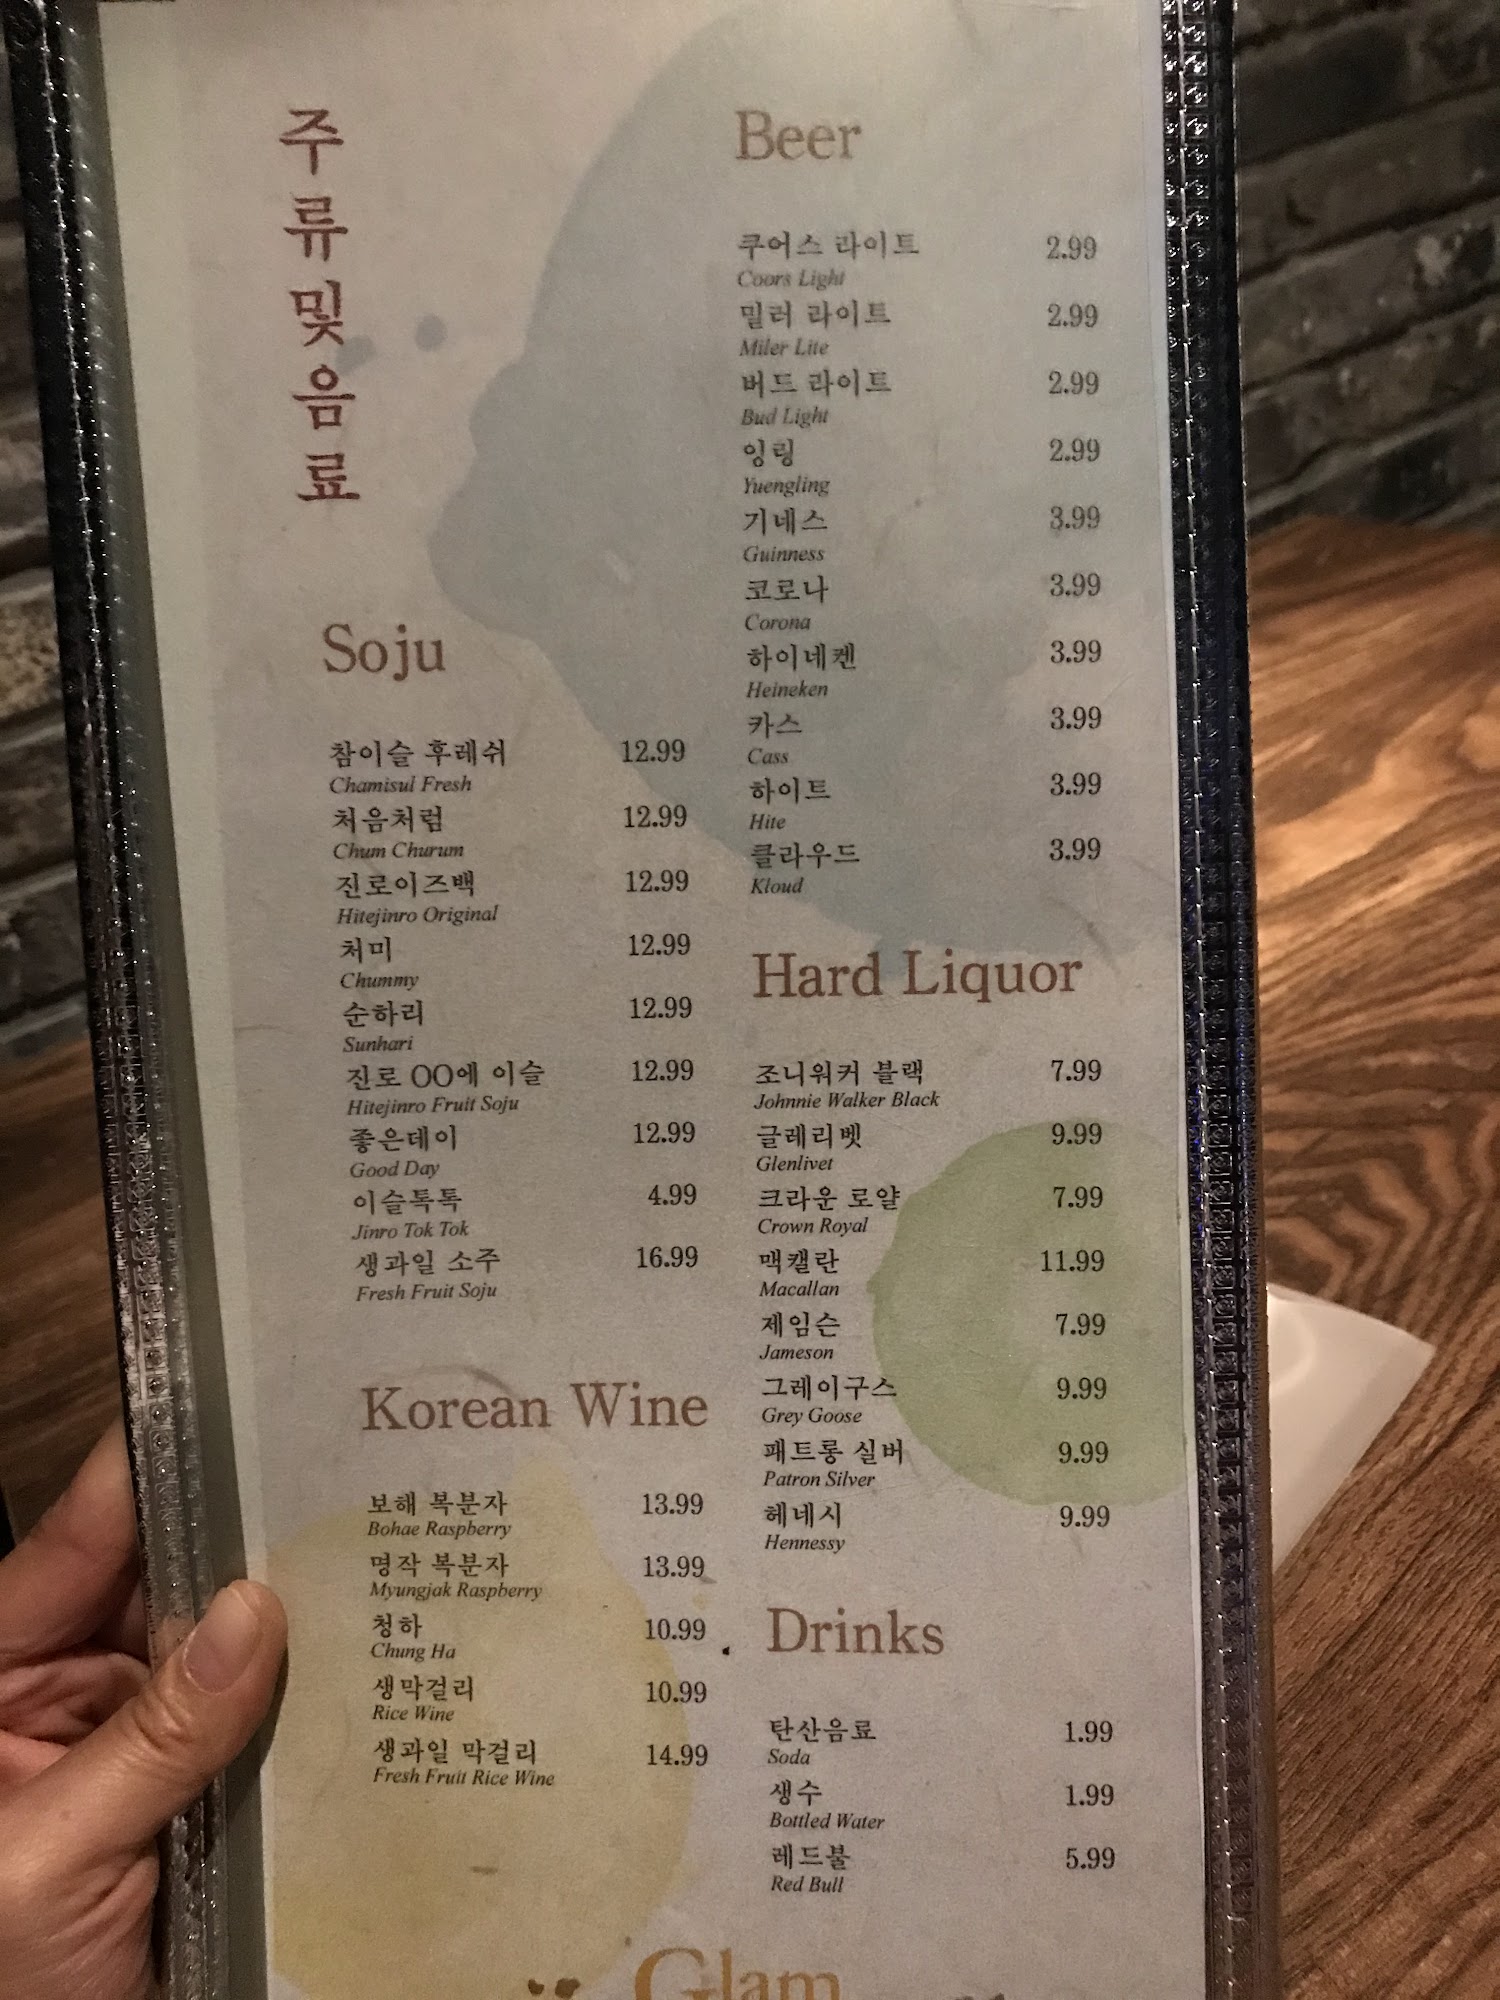 주류및음료
Soju
참이슬 후레쉬 12.99
Chamisul Fresh
처음처럼 12.99
Chum Churum
진로이즈백 12.99
Hitejinro Original
처미 12.99
Chummy
순하리 12.99
Sunhari
진로 OO에 이슬 12.99
Hitejinro Fruit Soju
좋은데이 12.99
Good Day
이슬톡톡 4.99
Jinro Tok Tok
생과일 소주 16.99
Fresh Fruit Soju
Korean Wine
보해 복분자 13.99
Bohae Raspberry
명작 복분자 13.99
Myungjak Raspberry
청하 10.99
Chung Ha
생막걸리 10.99
Rice Wine
생과일 막걸리 14.99
Fresh Fruit Rice Wine
Beer
쿠어스 라이트 2.99
Coors Light
밀러 라이트 2.99
Miler Lite
버드 라이트 2.99
Bud Light
잉링 2.99
Yuengling
기네스 3.99
Guinness
코로나 3.99
Corona
하이네켄 3.99
Heineken
카스 3.99
Cass
하이트 3.99
Hite
클라우드 3.99
Kloud
Hard Liquor
조니워커 블랙 7.99
Johnnie Walker Black
글레리벳 9.99
Glenlivet
크라운 로얄 7.99
Crown Royal
맥캘란 11.99
Macallan
제임슨 7.99
Jameson
그레이구스 9.99
Grey Goose
패트롱 실버 9.99
Patron Silver
헤네시 9.99
Hennessy
Drinks
탄산음료 1.99
Soda
생수 1.99
Bottled Water
레드불 5.99
Red Bull
Glam